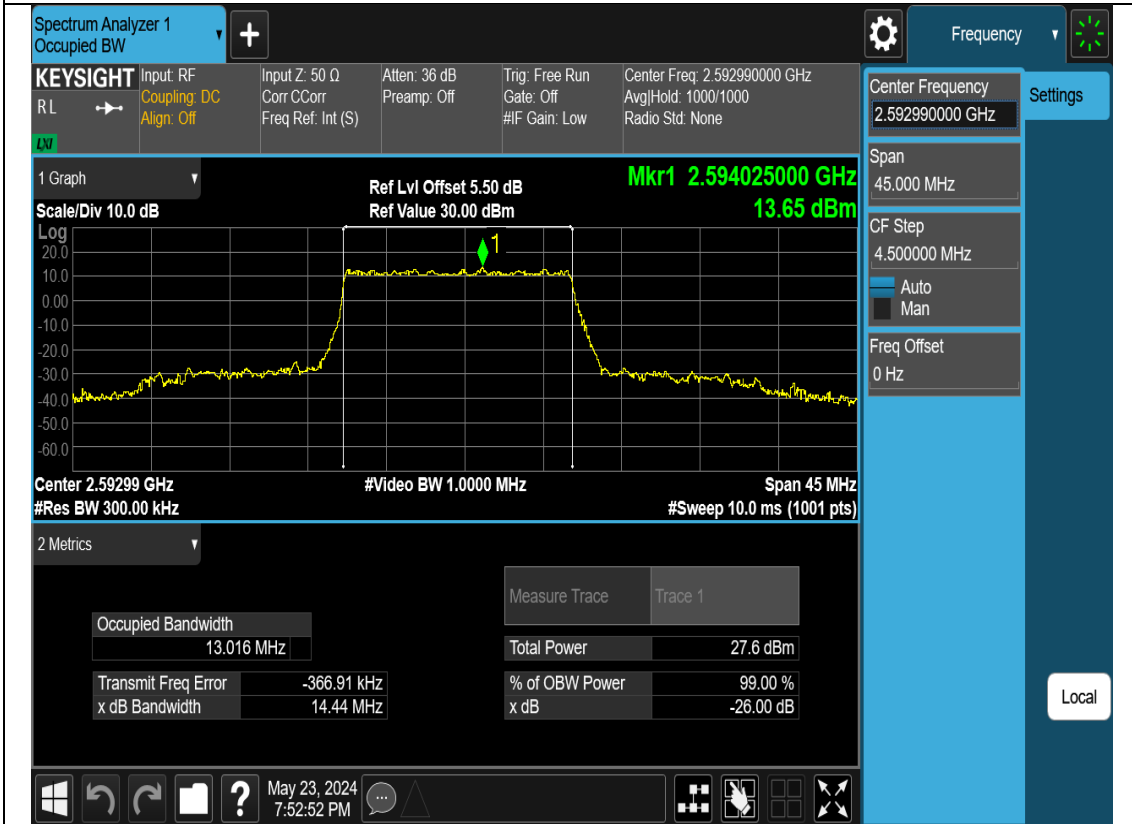 Spectrum Analyzer 1
Occupied BW
Frequency
KEYSIGHT
RL
LXI
Input: RF
Coupling: DC
Align: Off
Input Z: 50 Ω
Corr CCorr
Freq Ref: Int (S)
Atten: 36 dB
Preamp: Off
Trig: Free Run
Gate: Off
#IF Gain: Low
Center Freq: 2.592990000 GHz
Avg|Hold: 1000/1000
Radio Std: None
Center Frequency
2.592990000 GHz
Settings
Span
45.000 MHz
CF Step
4.500000 MHz
Auto
Man
Freq Offset
0 Hz
Local
1 Graph
Scale/Div 10.0 dB
Ref Lvl Offset 5.50 dB
Ref Value 30.00 dBm
Mkr1 2.594025000 GHz
13.65 dBm
Log
1
20.0
10.0
0.00
-10.0
-20.0
-30.0
-40.0
-50.0
-60.0
Center 2.59299 GHz
#Video BW 1.0000 MHz
Span 45 MHz
#Res BW 300.00 kHz
#Sweep 10.0 ms (1001 pts)
2 Metrics
Measure Trace Trace 1
Occupied Bandwidth
13.016 MHz
Total Power 27.6 dBm
Transmit Freq Error -366.91 kHz
% of OBW Power 99.00 %
x dB Bandwidth 14.44 MHz
x dB -26.00 dB
?
May 23, 2024
7:52:52 PM